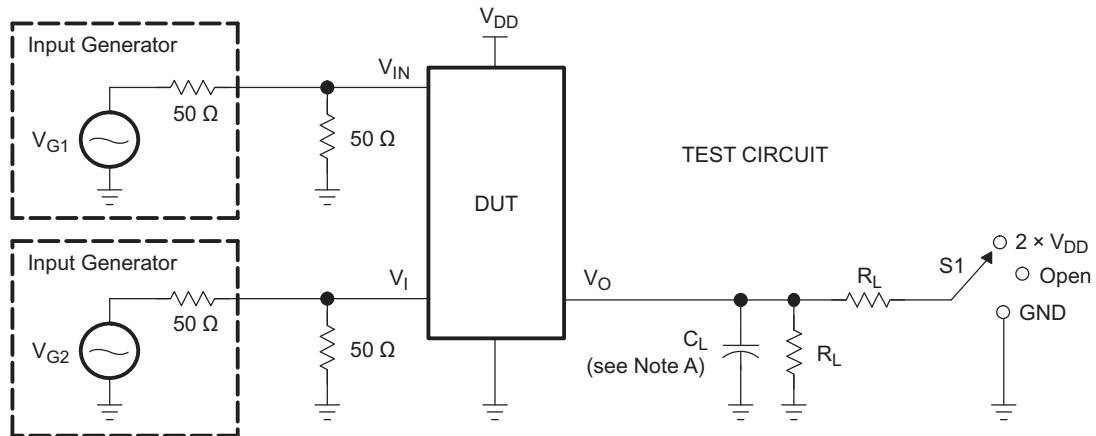 V_DD
Input Generator
V_IN
50 Ω
V_G1
50 Ω
TEST CIRCUIT
DUT
Input Generator
V_I
50 Ω
V_G2
50 Ω
V_O
C_L
(see Note A)
R_L
R_L
S1
2 × V_DD
Open
GND